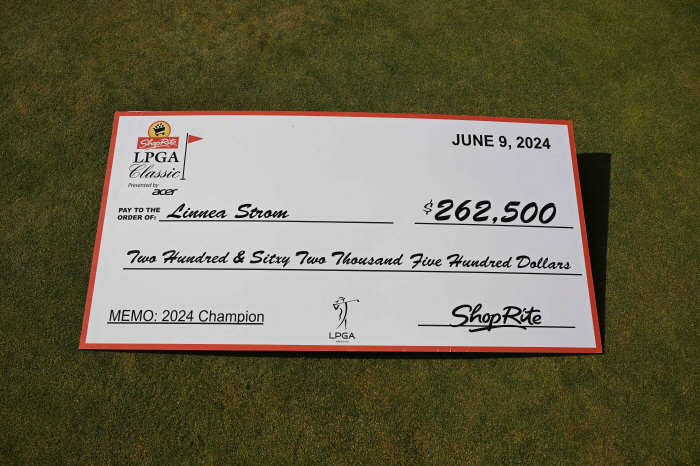 ShopRite
LPGA
Classic
Presented by
acer
JUNE 9, 2024
PAY TO THE
ORDER OF: Linnea Strom
$262,500
Two Hundred & Sitxy Two Thousand Five Hundred Dollars
MEMO: 2024 Champion
LPGA
ShopRite